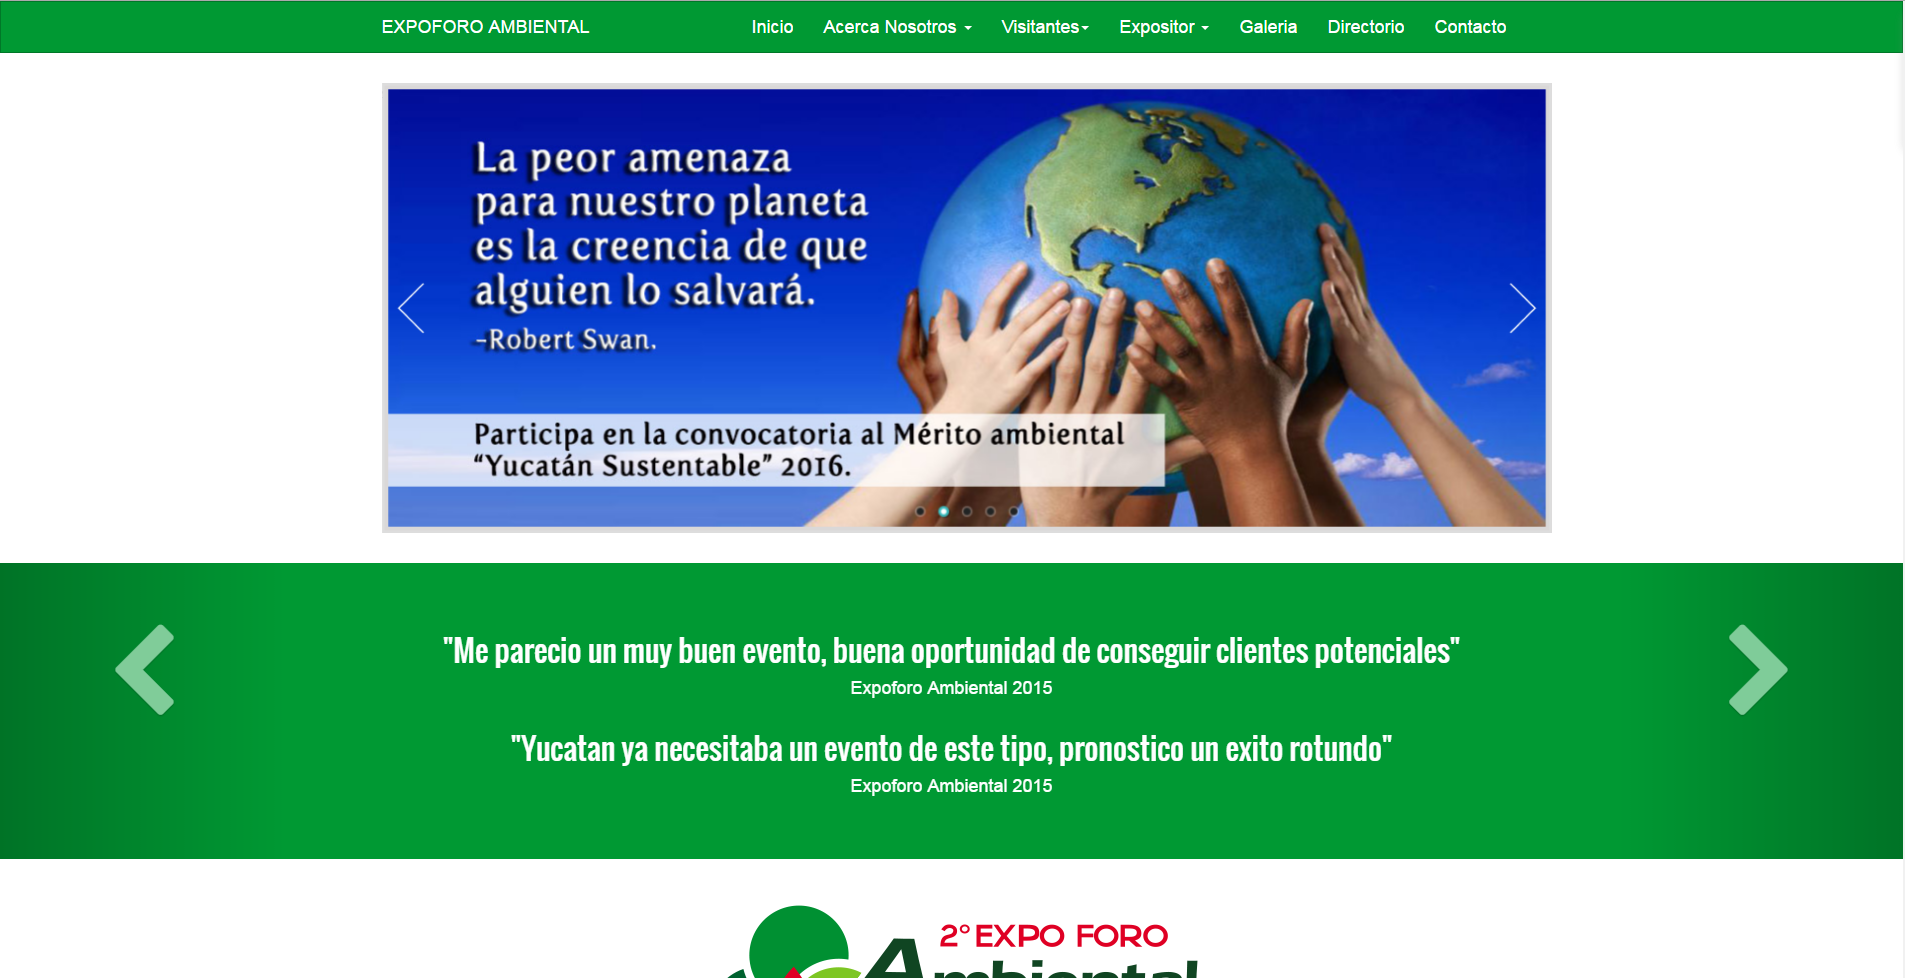 EXPOFORO AMBIENTAL
Inicio
Acerca Nosotros
Visitantes
Expositor
Galeria
Directorio
Contacto
La peor amenaza
para nuestro planeta
es la creencia de que
alguien lo salvará.
-Robert Swan.
Participa en la convocatoria al Mérito ambiental
“Yucatán Sustentable” 2016.
"Me parecio un muy buen evento, buena oportunidad de conseguir clientes potenciales"
Expoforo Ambiental 2015
"Yucatan ya necesitaba un evento de este tipo, pronostico un exito rotundo"
Expoforo Ambiental 2015
2° EXPO FORO
Ambiental